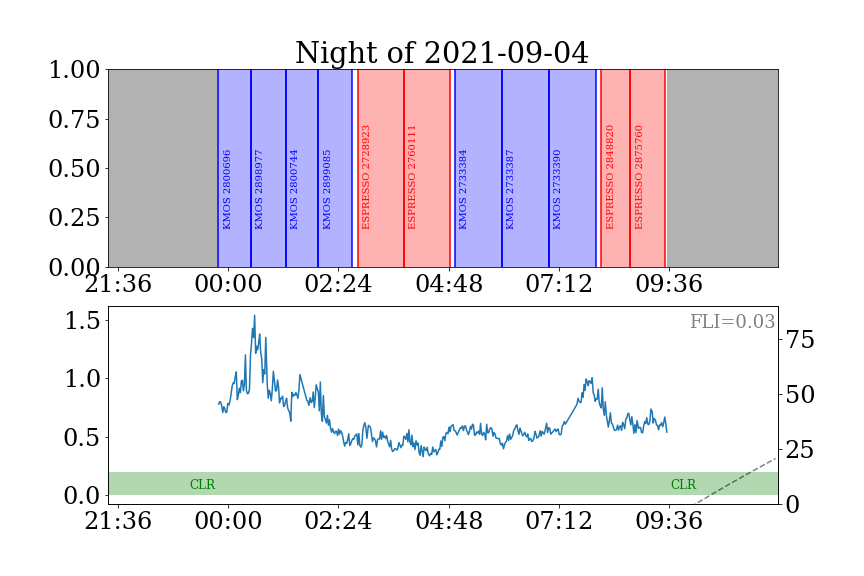 Night of 2021-09-04
1.00
0.75
0.50
0.25
0.00
KMOS 2800696
KMOS 2898977
KMOS 2800744
KMOS 2899085
ESPRESSO 2728923
ESPRESSO 2760111
KMOS 2733384
KMOS 2733387
KMOS 2733390
ESPRESSO 2848820
ESPRESSO 2875760
21:36 00:00 02:24 04:48 07:12 09:36
FLI=0.03
1.5
1.0
0.5
0.0
75
50
25
0
CLR CLR
21:36 00:00 02:24 04:48 07:12 09:36